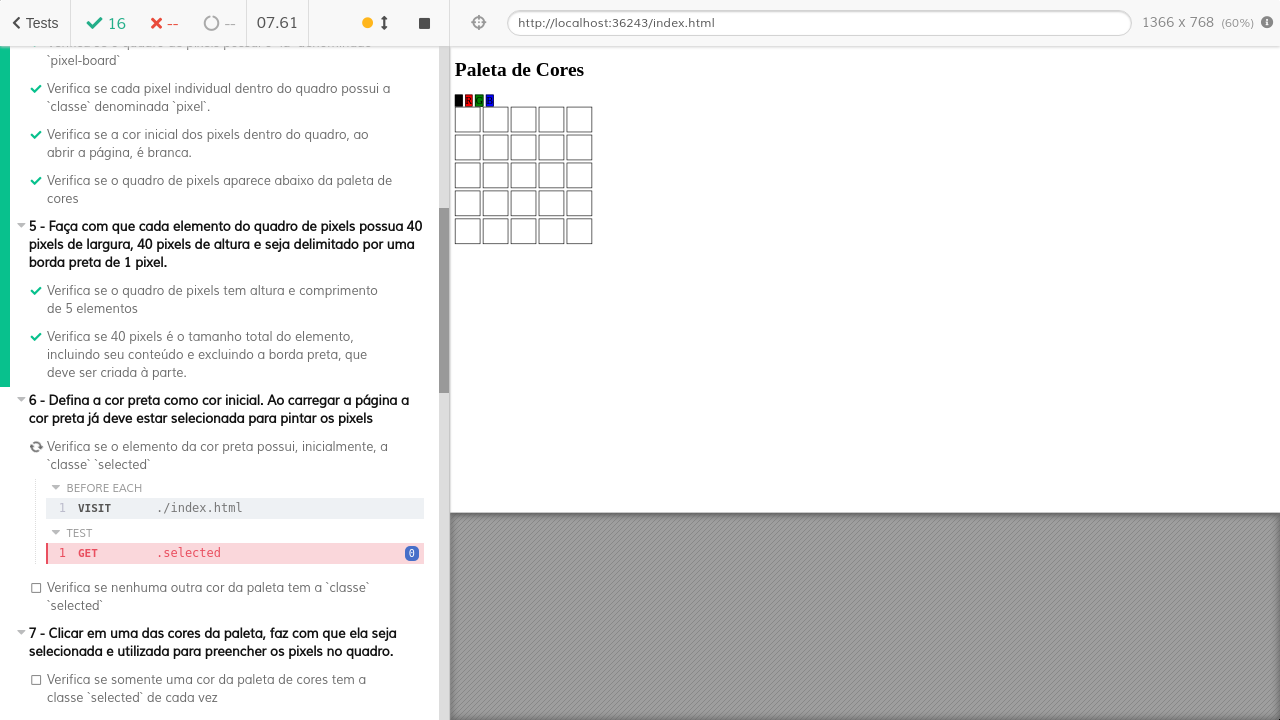 Tests
16
--
--
07.61
http://localhost:36243/index.html
1366 x 768 (60%)
`pixel-board`
Verifica se cada pixel individual dentro do quadro possui a
`classe` denominada `pixel`.
Verifica se a cor inicial dos pixels dentro do quadro, ao
abrir a página, é branca.
Verifica se o quadro de pixels aparece abaixo da paleta de
cores
5 - Faça com que cada elemento do quadro de pixels possua 40
pixels de largura, 40 pixels de altura e seja delimitado por uma
borda preta de 1 pixel.
Verifica se o quadro de pixels tem altura e comprimento
de 5 elementos
Verifica se 40 pixels é o tamanho total do elemento,
incluindo seu conteúdo e excluindo a borda preta, que
deve ser criada à parte.
6 - Defina a cor preta como cor inicial. Ao carregar a página a
cor preta já deve estar selecionada para pintar os pixels
Verifica se o elemento da cor preta possui, inicialmente, a
`classe` `selected`
BEFORE EACH
1 VISIT ./index.html
TEST
1 GET .selected 0
Verifica se nenhuma outra cor da paleta tem a `classe`
`selected`
7 - Clicar em uma das cores da paleta, faz com que ela seja
selecionada e utilizada para preencher os pixels no quadro.
Verifica se somente uma cor da paleta de cores tem a
classe `selected` de cada vez
Paleta de Cores